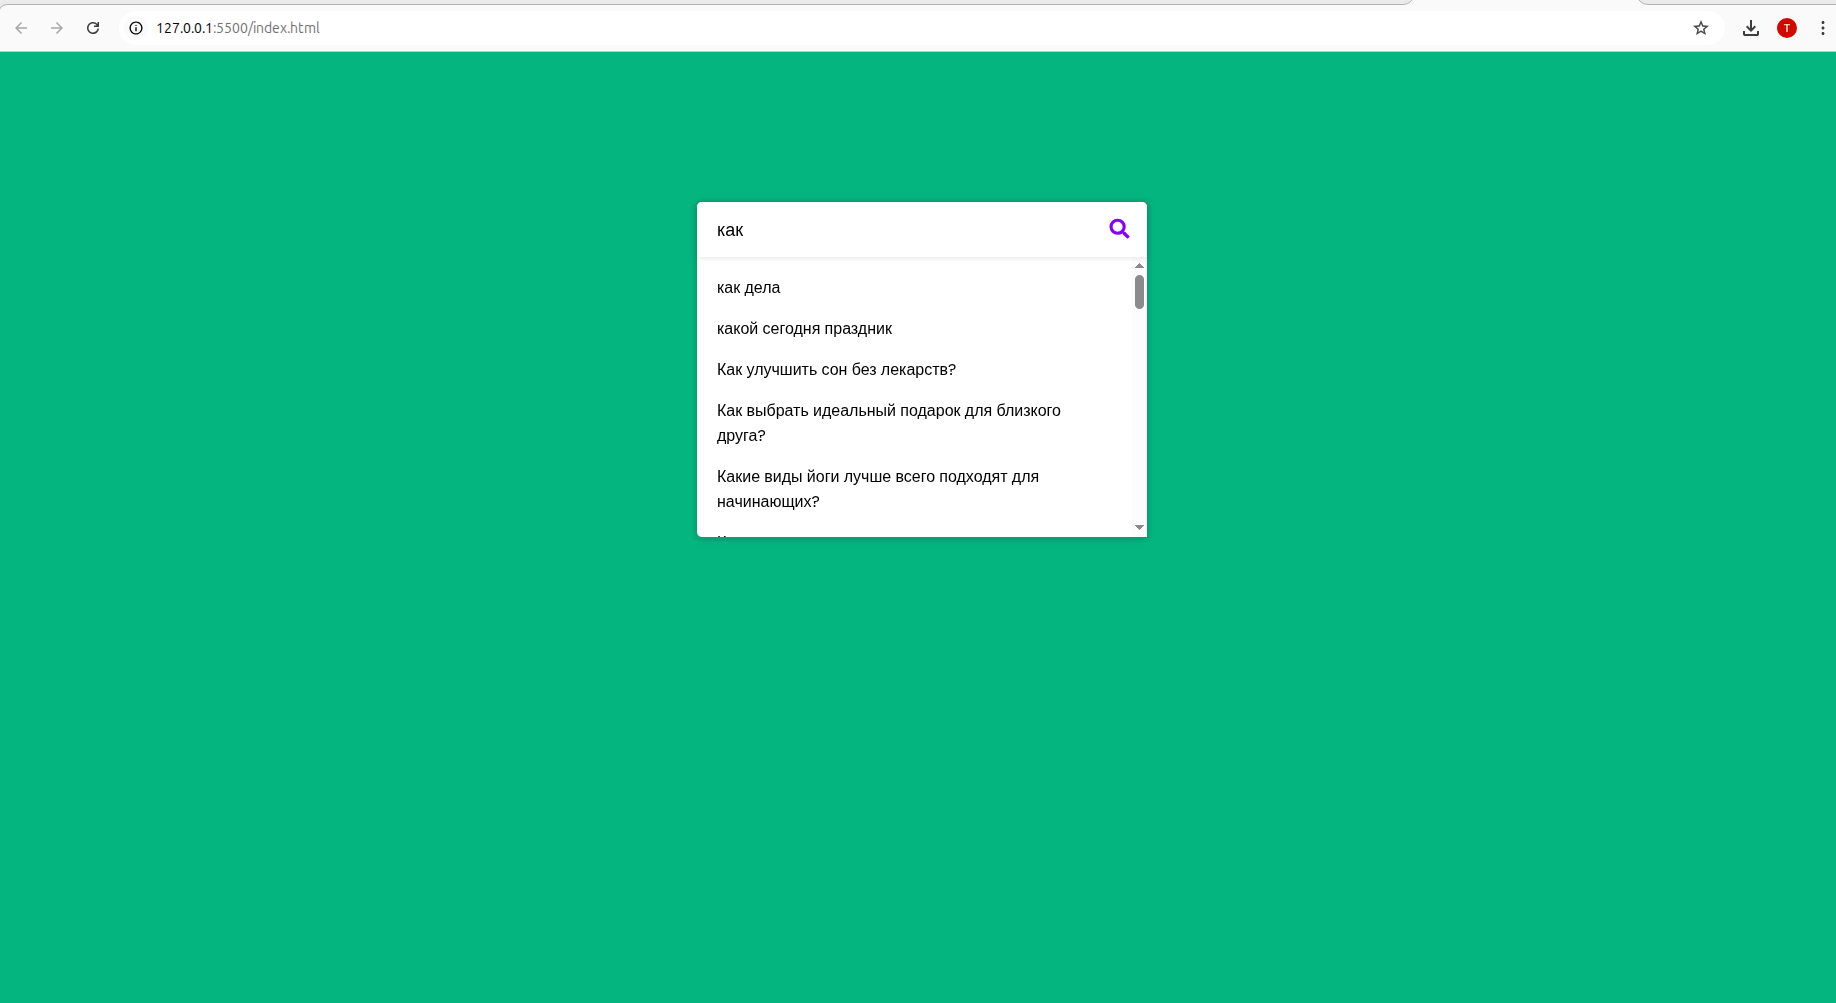 127.0.0.1:5500/index.html
T
как
как дела
какой сегодня праздник
Как улучшить сон без лекарств?
Как выбрать идеальный подарок для близкого
друга?
Какие виды йоги лучше всего подходят для
начинающих?